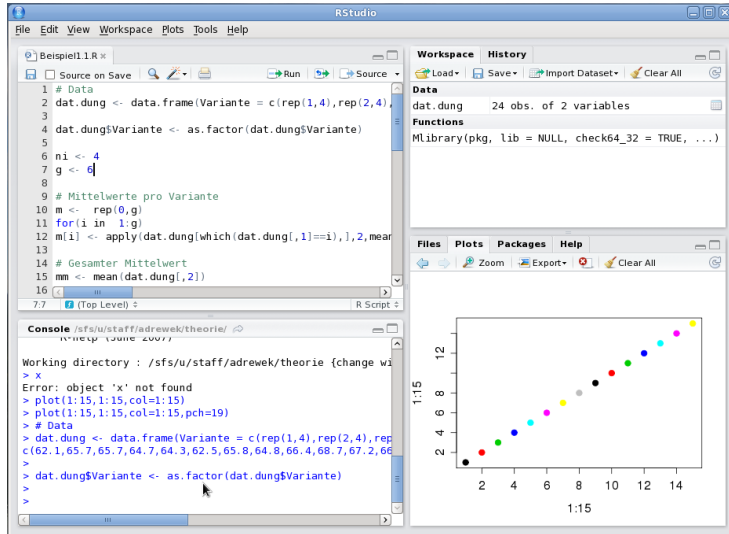 RStudio
File Edit View Workspace Plots Tools Help
Beispiel1.1.R
Source on Save Run Source
1 # Data
2 dat.dung <- data.frame(Variante = c(rep(1,4),rep(2,4),
3
4 dat.dung$Variante <- as.factor(dat.dung$Variante)
5
6 ni <- 4
7 g <- 6
8
9 # Mittelwerte pro Variante
10 m <- rep(0,g)
11 for(i in 1:g)
12 m[i] <- apply(dat.dung[which(dat.dung[,1]==i),],2,mean
13
14 # Gesamter Mittelwert
15 mm <- mean(dat.dung[,2])
16
7:7 (Top Level) R Script
Console /sfs/u/staff/adrewek/theorie/
R-help (June 2007)
Working directory : /sfs/u/staff/adrewek/theorie {change wi
> x
Error: object 'x' not found
> plot(1:15,1:15,col=1:15)
> plot(1:15,1:15,col=1:15,pch=19)
> # Data
> dat.dung <- data.frame(Variante = c(rep(1,4),rep(2,4),rep
c(62.1,65.7,65.7,64.7,64.3,62.5,65.8,64.8,66.4,68.7,67.2,66
>
> dat.dung$Variante <- as.factor(dat.dung$Variante)
>
>
Workspace History
Load Save Import Dataset Clear All
Data
dat.dung 24 obs. of 2 variables
Functions
Mlibrary(pkg, lib = NULL, check64_32 = TRUE, ...)
Files Plots Packages Help
Zoom Export Clear All
1:15
12
8
6
4
2
2 4 6 8 10 12 14
1:15